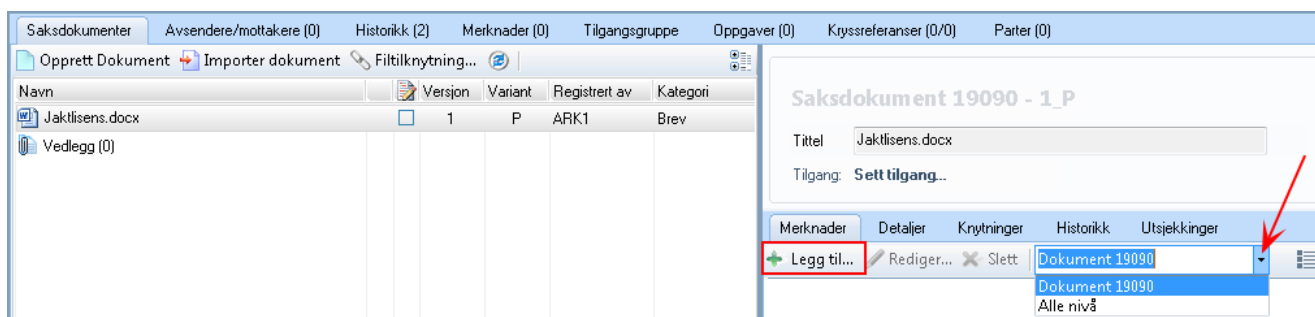 Saksdokumenter Avsendere/mottakere (0) Historikk (2) Merknader (0) Tilgangsgruppe Oppgaver (0) Kryssreferanser (0/0) Parter (0)
Opprett Dokument Importer dokument Filtilknytning...
Navn Versjon Variant Registrert av Kategori
Jaktlisens.docx 1 P ARK1 Brev
Vedlegg (0)
Saksdokument 19090 - 1_P
Tittel Jaktlisens.docx
Tilgang: Sett tilgang...
Merknader Detaljer Knytninger Historikk Utsjekkinger
Legg til... Rediger... Slett Dokument 19090
Dokument 19090
Alle nivå